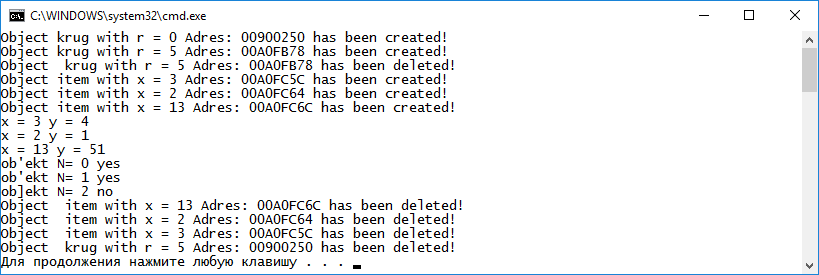 C:\WINDOWS\system32\cmd.exe
Object krug with r = 0 Adres: 00900250 has been created!
Object krug with r = 5 Adres: 00A0FB78 has been created!
Object  krug with r = 5 Adres: 00A0FB78 has been deleted!
Object item with x = 3 Adres: 00A0FC5C has been created!
Object item with x = 2 Adres: 00A0FC64 has been created!
Object item with x = 13 Adres: 00A0FC6C has been created!
x = 3 y = 4
x = 2 y = 1
x = 13 y = 51
ob'ekt N= 0 yes
ob'ekt N= 1 yes
ob]ekt N= 2 no
Object  item with x = 13 Adres: 00A0FC6C has been deleted!
Object  item with x = 2 Adres: 00A0FC64 has been deleted!
Object  item with x = 3 Adres: 00A0FC5C has been deleted!
Object  krug with r = 5 Adres: 00900250 has been deleted!
Для продолжения нажмите любую клавишу . . .